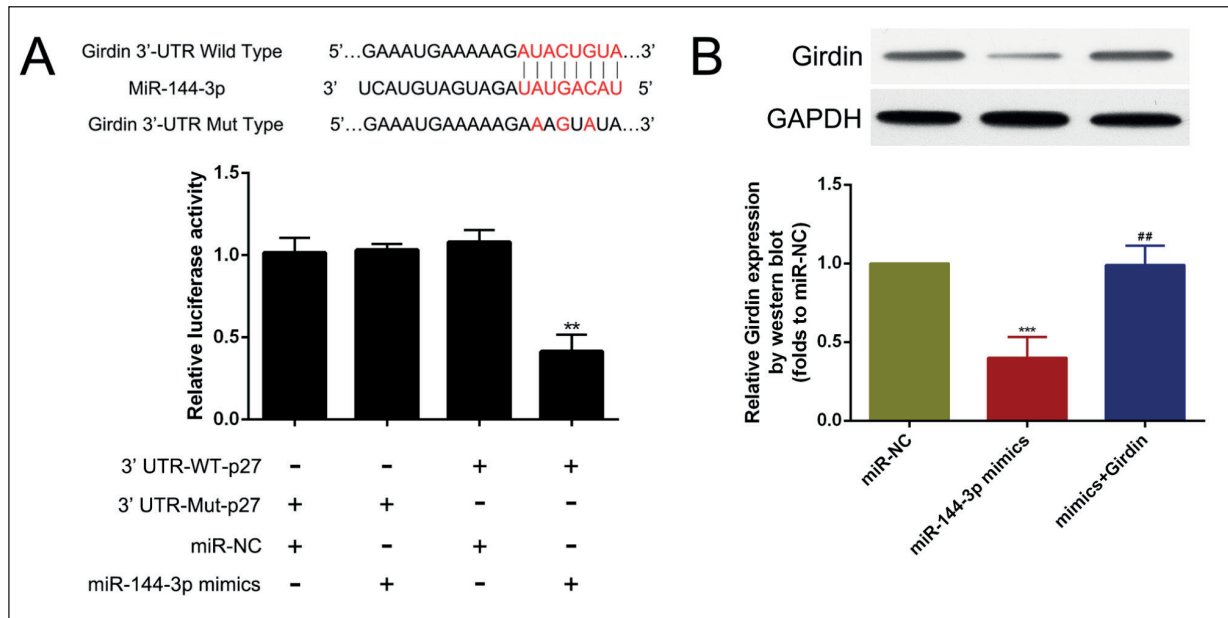 A
Girdin 3’-UTR Wild Type 5’...GAAAUGAAAAAGAUACUGUA...3’
MiR-144-3p 3’ UCAUGUAGUAGAUAUGACAU 5’
Girdin 3’-UTR Mut Type 5’...GAAAUGAAAAAGAAAGUAUA...3’
Relative luciferase activity
1.5
1.0
0.5
0.0
**
3’ UTR-WT-p27 - - + +
3’ UTR-Mut-p27 + + - -
miR-NC + - + -
miR-144-3p mimics - + - +
B
Girdin
GAPDH
Relative Girdin expression
by western blot
(folds to miR-NC)
1.5
1.0
0.5
0.0
***
##
miR-NC
miR-144-3p mimics
mimics+Girdin